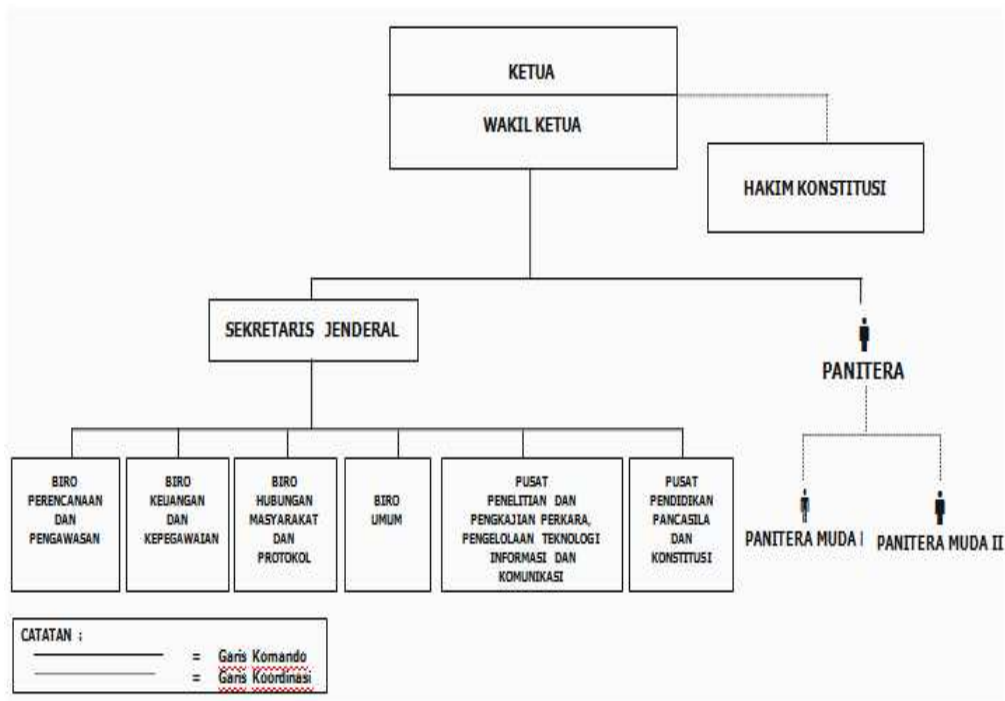 KETUA
WAKIL KETUA
HAKIM KONSTITUSI
SEKRETARIS JENDERAL
PANITERA
BIRO
PERENCANAAN
DAN
PENGAWASAN
BIRO
KEUANGAN
DAN
KEPEGAWAIAN
BIRO
HUBUNGAN
MASYARAKAT
DAN
PROTOKOL
BIRO
UMUM
PUSAT
PENELITIAN DAN
PENGKAJIAN PERKARA,
PENGELOLAAN TEKNOLOGI
INFORMASI DAN
KOMUNIKASI
PUSAT
PENDIDIKAN
PANCASILA
DAN
KONSTITUSI
PANITERA MUDA I
PANITERA MUDA II
CATATAN :
= Garis Komando
= Garis Koordinasi